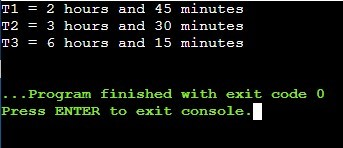 T1 = 2 hours and 45 minutes
T2 = 3 hours and 30 minutes
T3 = 6 hours and 15 minutes
...Program finished with exit code 0
Press ENTER to exit console.